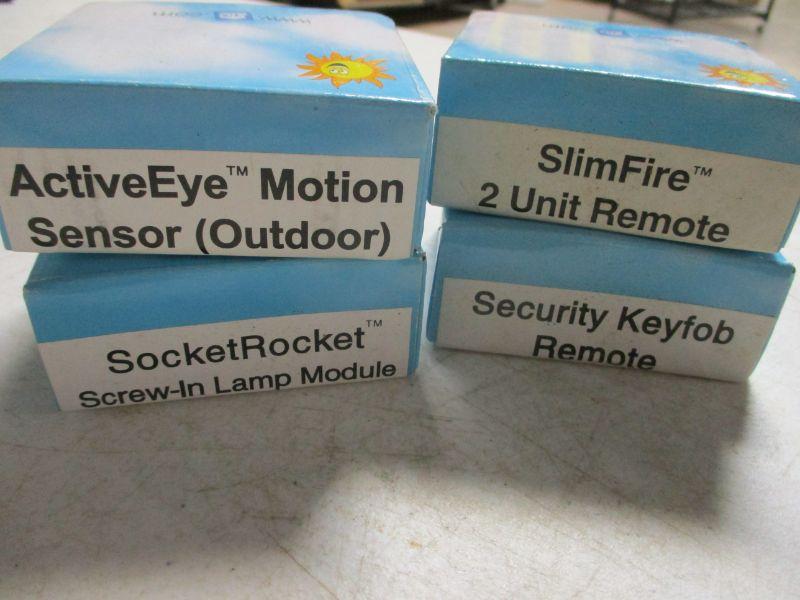 ActiveEye™ Motion
Sensor (Outdoor)
SlimFire™
2 Unit Remote
SocketRocket™
Screw-In Lamp Module
Security Keyfob
Remote